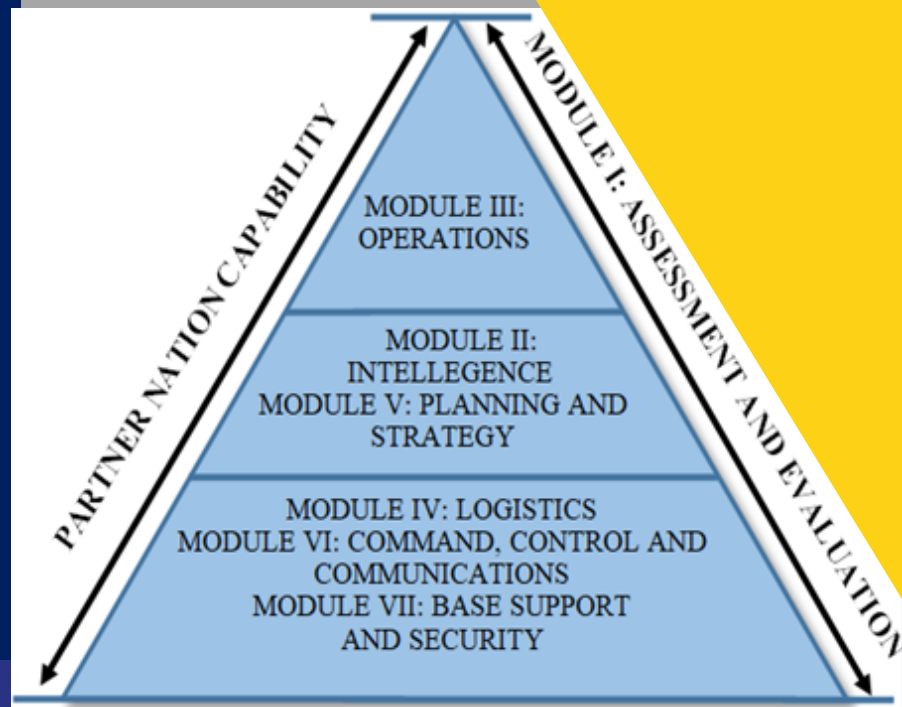 PARTNER NATION CAPABILITY
MODULE I: ASSESSMENT AND EVALUATION
MODULE III:
OPERATIONS
MODULE II:
INTELLEGENCE
MODULE V: PLANNING AND
STRATEGY
MODULE IV: LOGISTICS
MODULE VI: COMMAND, CONTROL AND
COMMUNICATIONS
MODULE VII: BASE SUPPORT
AND SECURITY